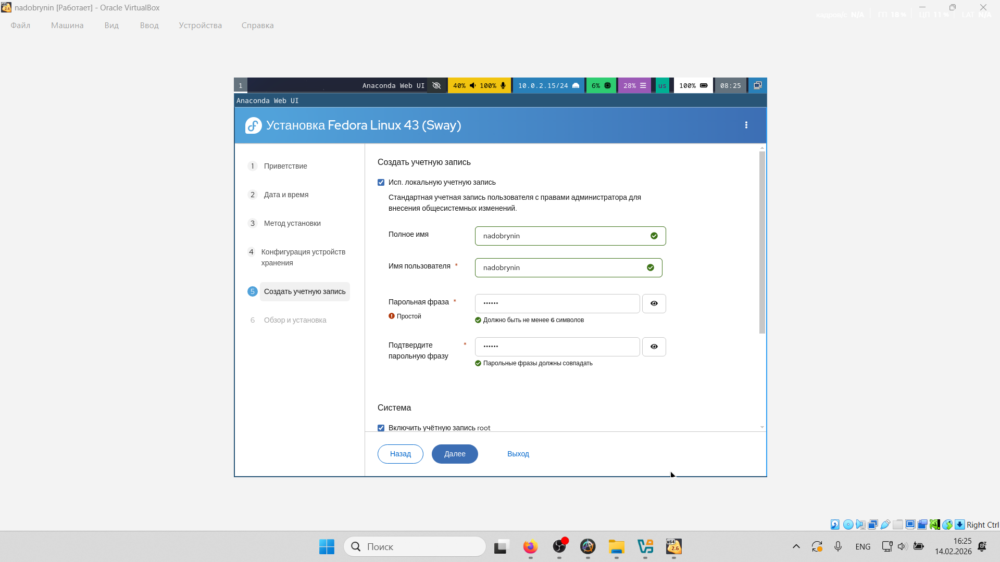 nadobrynin [Работает] - Oracle VirtualBox
кадров/с N/A ГП 18 % ЦП 11 % LAT N/A
Файл Машина Вид Ввод Устройства Справка
1 Anaconda Web UI 40% 100% 10.0.2.15/24 6% 28% us 100% 08:25
Anaconda Web UI
Установка Fedora Linux 43 (Sway)
1 Приветствие
2 Дата и время
3 Метод установки
4 Конфигурация устройств
хранения
5 Создать учетную запись
6 Обзор и установка
Создать учетную запись
Исп. локальную учетную запись
Стандартная учетная запись пользователя с правами администратора для
внесения общесистемных изменений.
Полное имя nadobrynin
Имя пользователя * nadobrynin
Парольная фраза * ••••••
Простой
Должно быть не менее 6 символов
Подтвердите * ••••••
парольную фразу
Парольные фразы должны совпадать
Система
Включить учётную запись root
Назад Далее Выход
Right Ctrl
Поиск
x64
2.6
ENG
16:25
14.02.2026